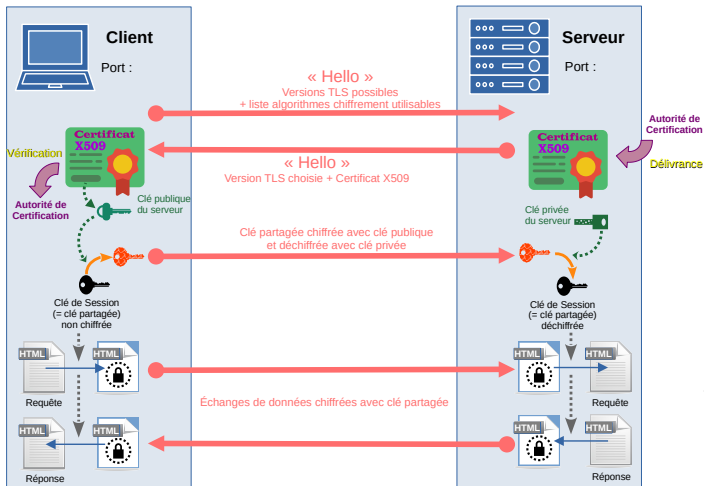 Client
Port :
Serveur
Port :
« Hello »
Versions TLS possibles
+ liste algorithmes chiffrement utilisables
Certificat
X509
Vérification
Autorité de
Certification
Certificat
X509
Autorité de
Certification
Délivrance
« Hello »
Version TLS choisie + Certificat X509
Clé publique
du serveur
Clé privée
du serveur
Clé partagée chiffrée avec clé publique
et déchiffrée avec clé privée
Clé de Session
(= clé partagée)
non chiffrée
Clé de Session
(= clé partagée)
déchiffrée
HTML
HTML
HTML
HTML
Requête
Requête
Échanges de données chiffrées avec clé partagée
HTML
HTML
HTML
HTML
Réponse
Réponse